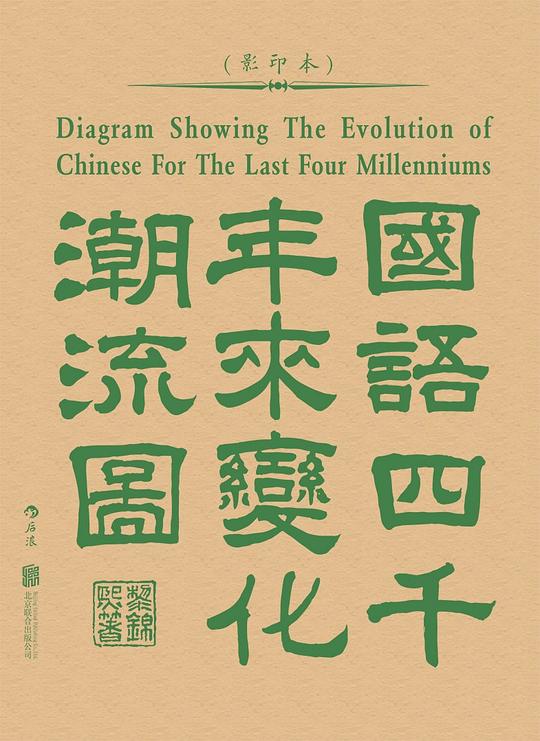 (影印本)
Diagram Showing The Evolution of
Chinese For The Last Four Millenniums
國語四千
年來變化
潮流圖
黎錦
熙著
后浪
北京联合出版公司